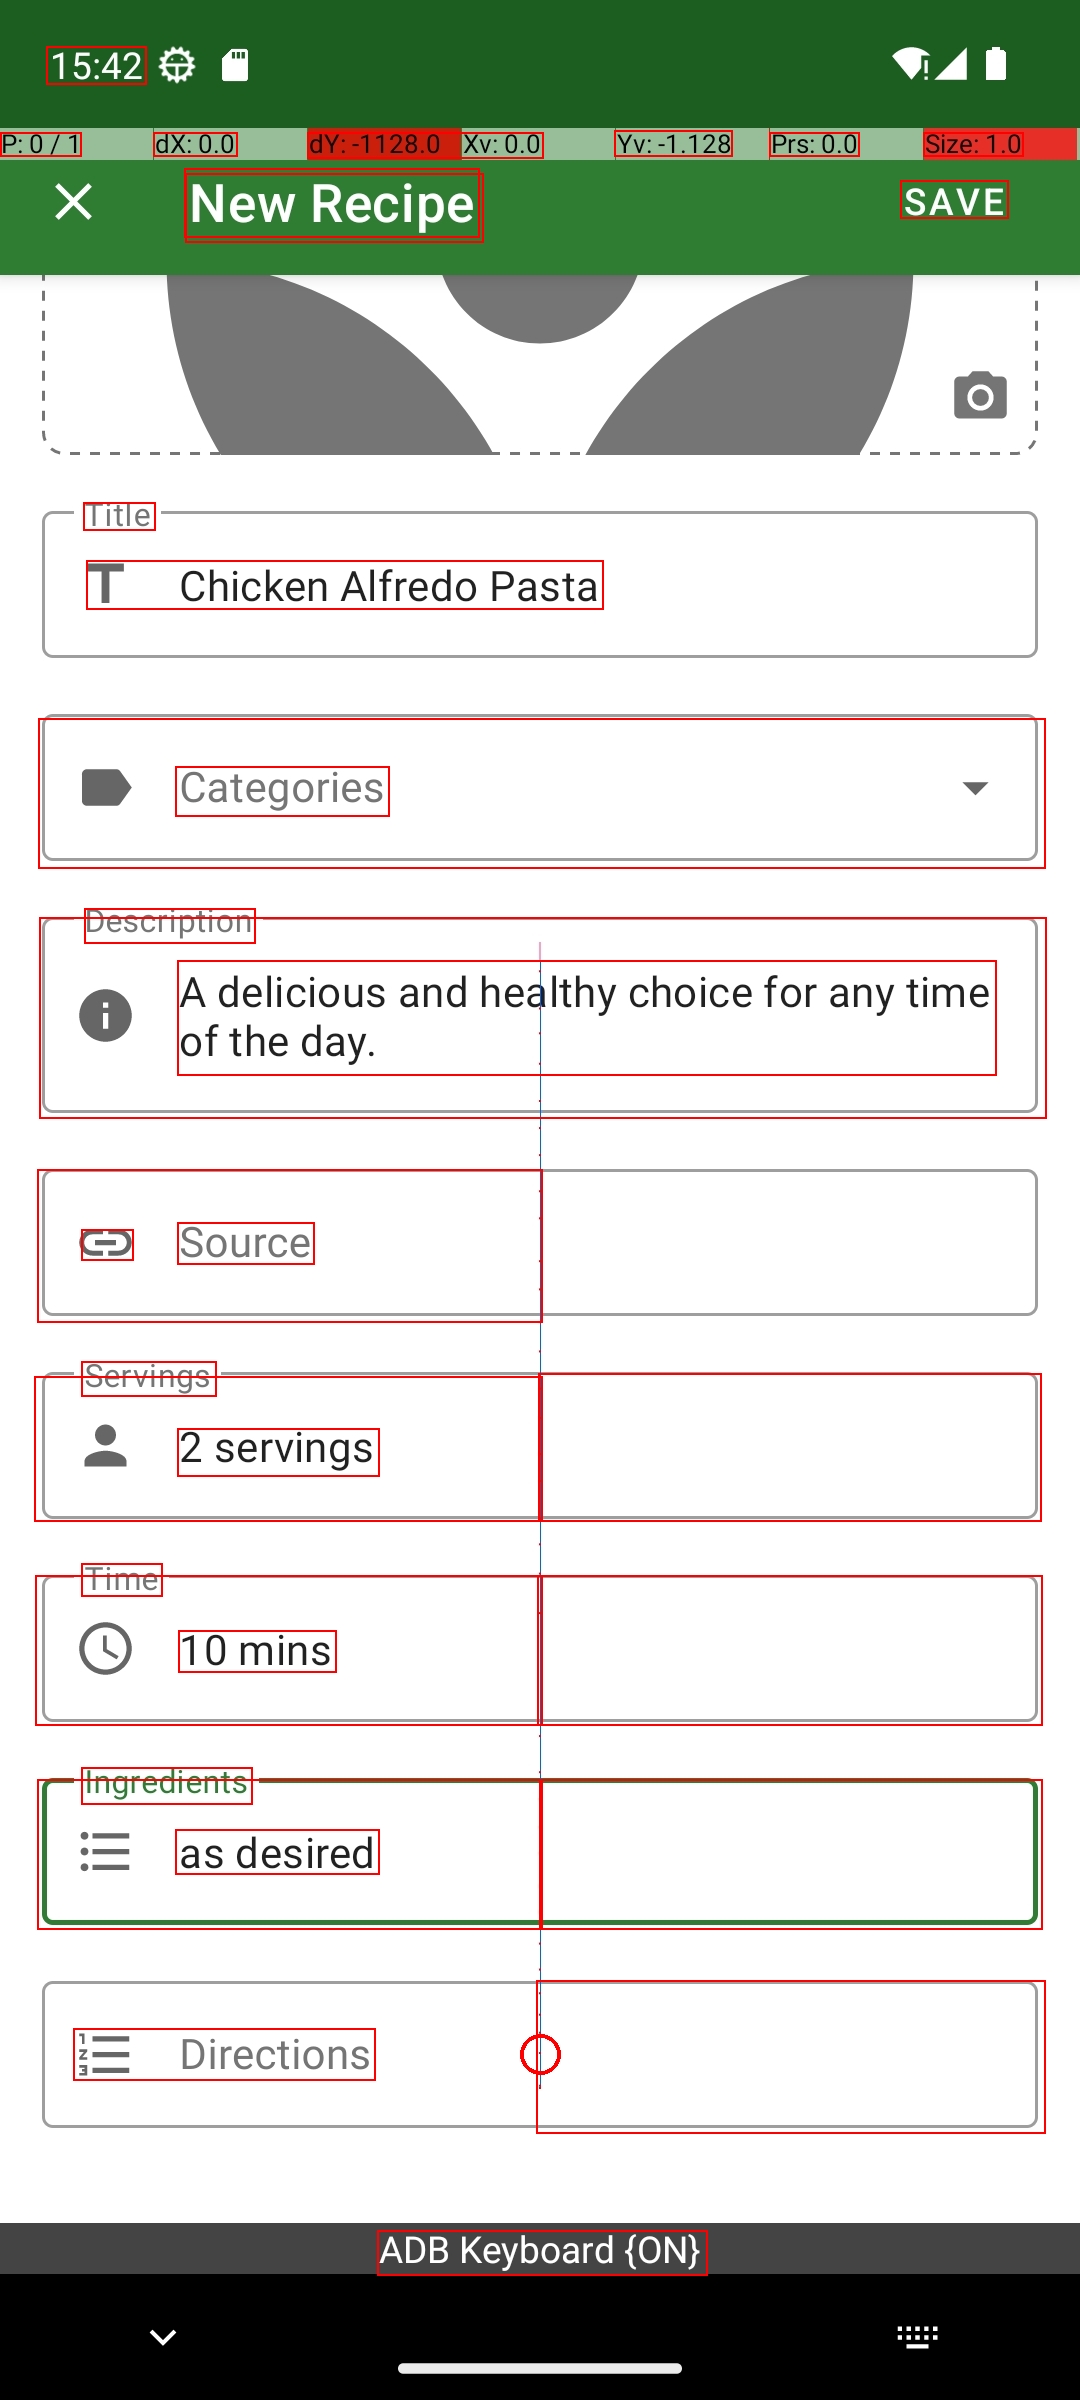 15:42
P: 0 / 1 dX: 0.0 dY: -1128.0 Xv: 0.0 Yv: -1.128 Prs: 0.0 Size: 1.0
New Recipe SAVE
Title
Chicken Alfredo Pasta
Categories
Description
A delicious and healthy choice for any time
of the day.
Source
Servings
2 servings
Time
10 mins
Ingredients
as desired
Directions
ADB Keyboard {ON}